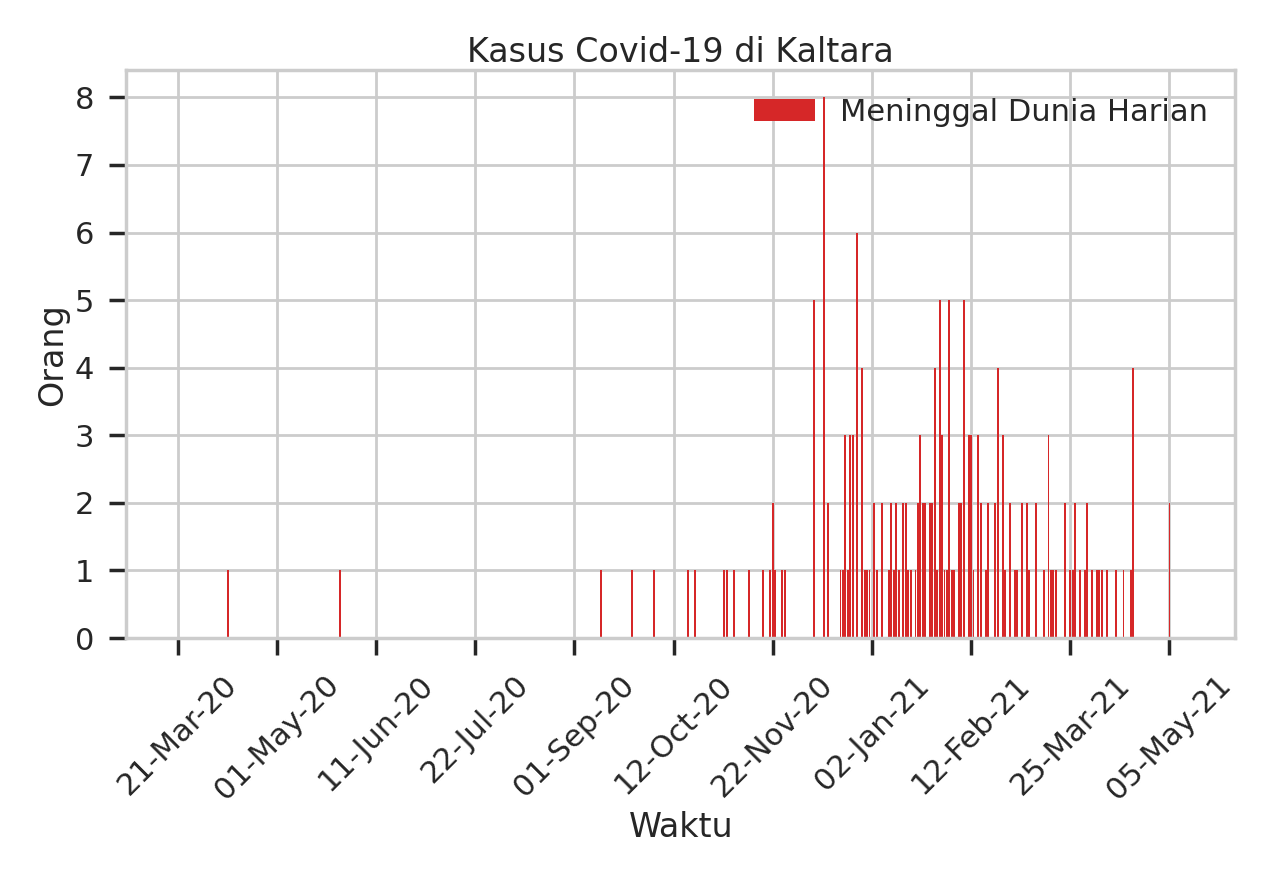 Kasus Covid-19 di Kaltara
Meninggal Dunia Harian
8
7
6
5
4
3
2
1
0
Orang
21-Mar-20
01-May-20
11-Jun-20
22-Jul-20
01-Sep-20
12-Oct-20
22-Nov-20
02-Jan-21
12-Feb-21
25-Mar-21
05-May-21
Waktu